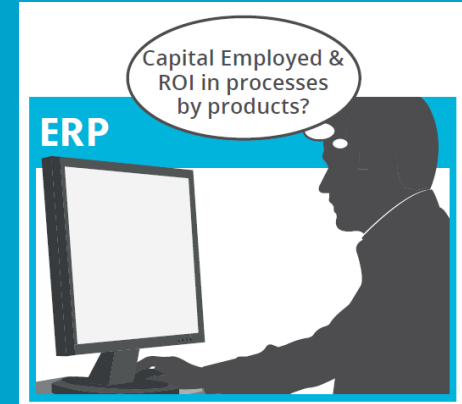 Capital Employed &
ROI in processes
by products?
ERP